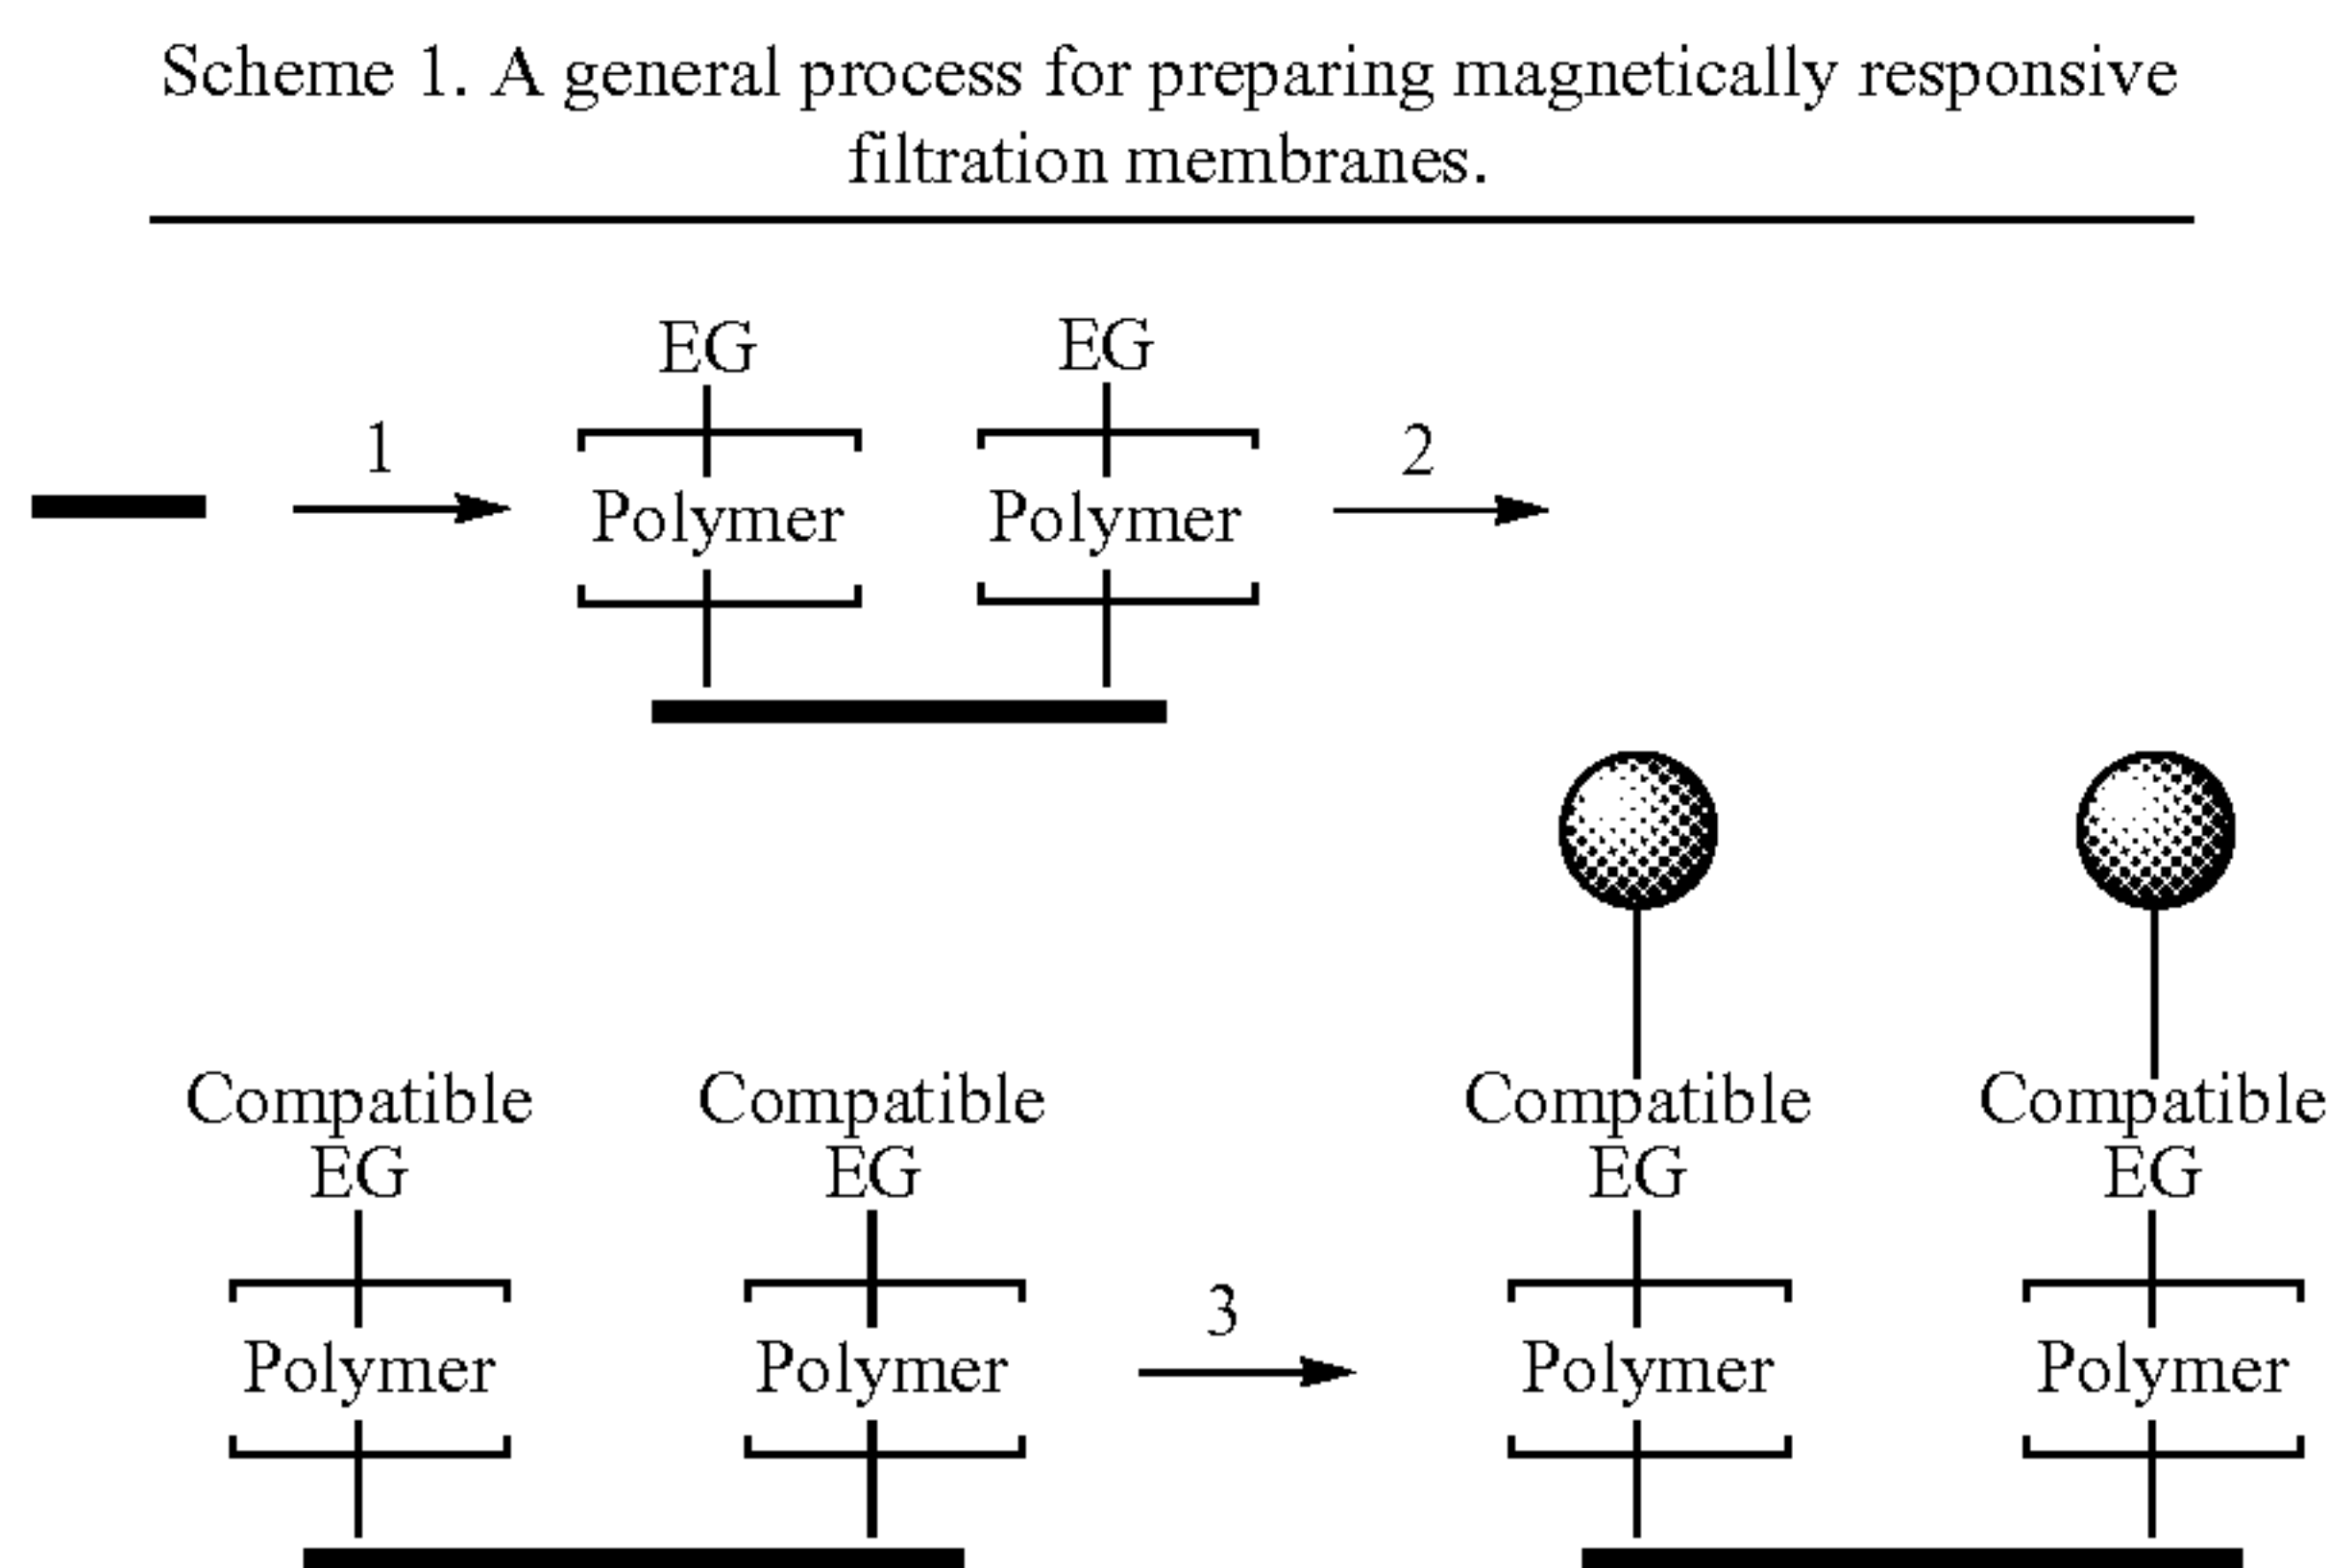 Scheme 1. A general process for preparing magnetically responsive
filtration membranes.
EG EG
1 2
Polymer Polymer
Compatible Compatible Compatible Compatible
EG EG EG EG
3
Polymer Polymer Polymer Polymer